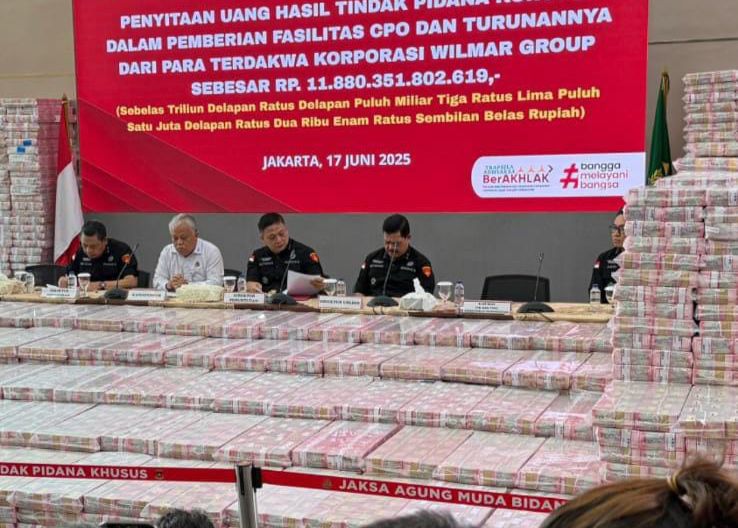 PENYITAAN UANG HASIL TINDAK PIDANA
DALAM PEMBERIAN FASILITAS CPO DAN TURUNANNYA
DARI PARA TERDAKWA KORPORASI WILMAR GROUP
SEBESAR RP. 11.880.351.802.619,-
(Sebelas Triliun Delapan Ratus Delapan Puluh Miliar Tiga Ratus Lima Puluh
Satu Juta Delapan Ratus Dua Ribu Enam Ratus Sembilan Belas Rupiah)
JAKARTA, 17 JUNI 2025
BerAKHLAK
# bangga
melayani
bangsa
DAK PIDANA KHUSUS
JAKSA AGUNG MUDA BIDAN